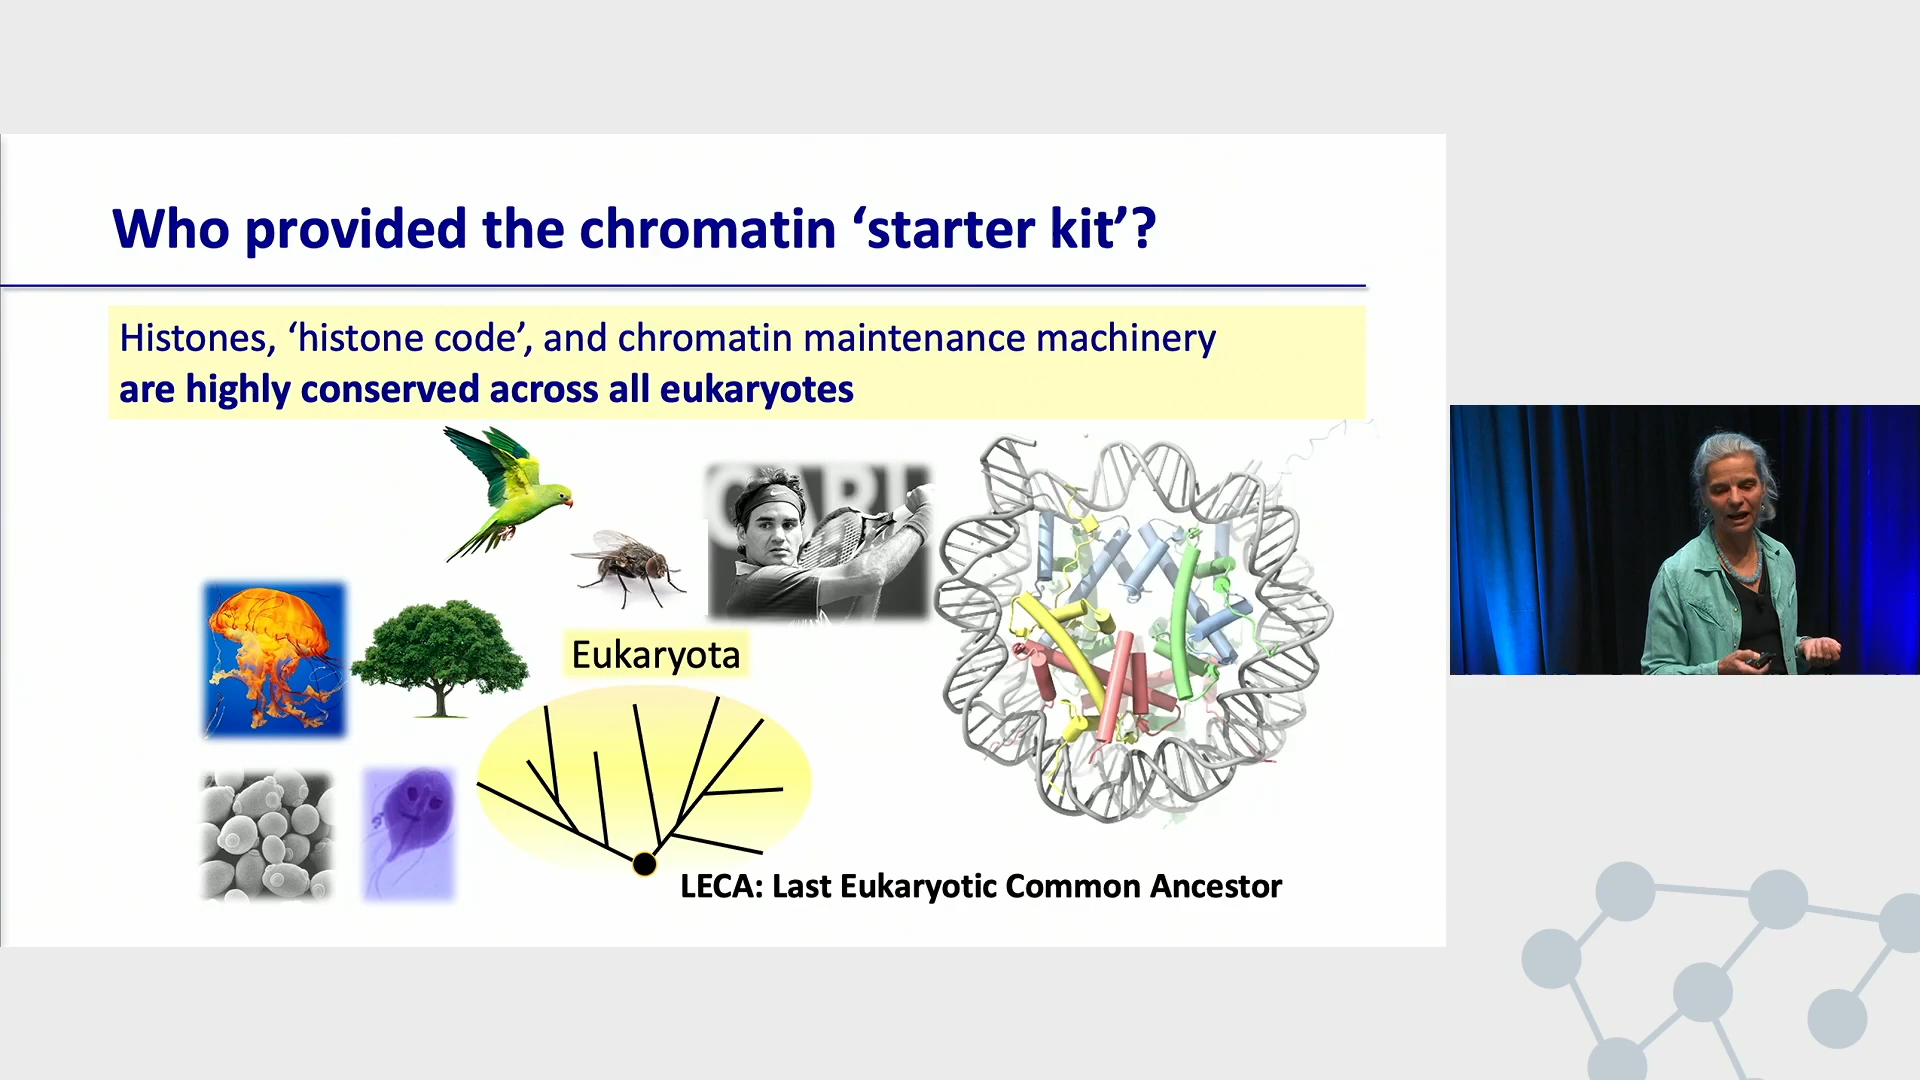 Who provided the chromatin ‘starter kit’?
Histones, ‘histone code’, and chromatin maintenance machinery
are highly conserved across all eukaryotes
Eukaryota
LECA: Last Eukaryotic Common Ancestor